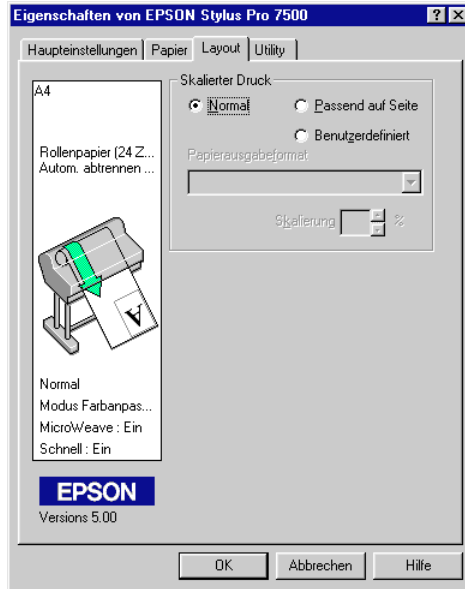 Eigenschaften von EPSON Stylus Pro 7500
Haupteinstellungen Papier Layout Utility
A4
Rollenpapier (24 Z...
Autom. abtrennen ...
A
Normal
Modus Farbanpas...
MicroWeave : Ein
Schnell : Ein
EPSON
Versions 5.00
Skalierter Druck
Normal Passend auf Seite
Benutzerdefiniert
Papierausgabeformat
Skalierung %
OK Abbrechen Hilfe